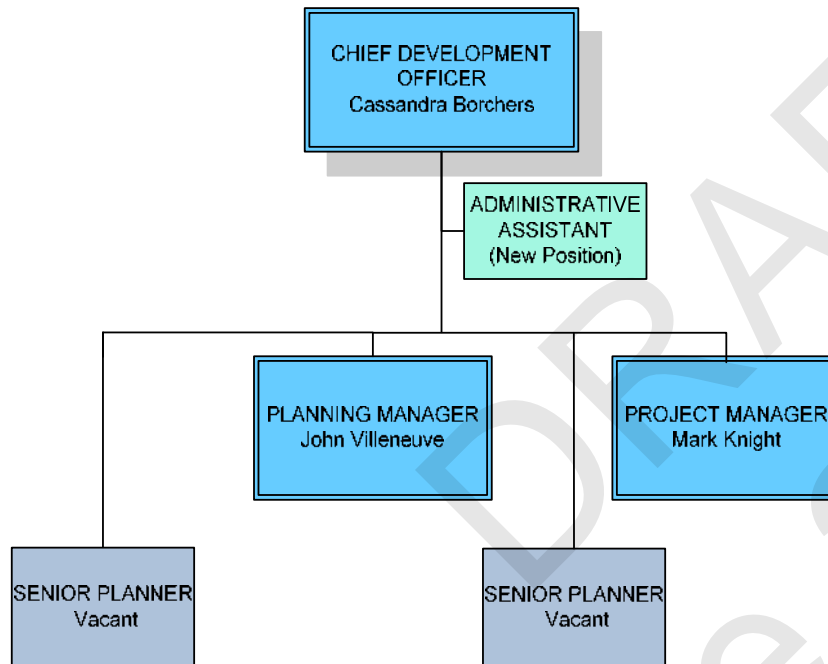 CHIEF DEVELOPMENT
OFFICER
Cassandra Borchers
ADMINISTRATIVE
ASSISTANT
(New Position)
PLANNING MANAGER
John Villeneuve
PROJECT MANAGER
Mark Knight
SENIOR PLANNER
Vacant
SENIOR PLANNER
Vacant